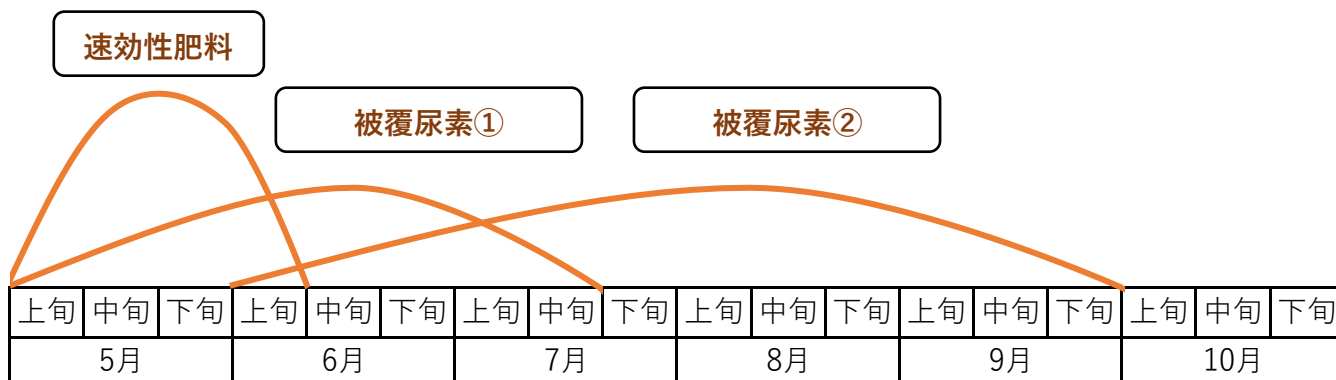 速効性肥料
被覆尿素① 被覆尿素②
上旬 中旬 下旬 上旬 中旬 下旬 上旬 中旬 下旬 上旬 中旬 下旬 上旬 中旬 下旬 上旬 中旬 下旬
5月 6月 7月 8月 9月 10月